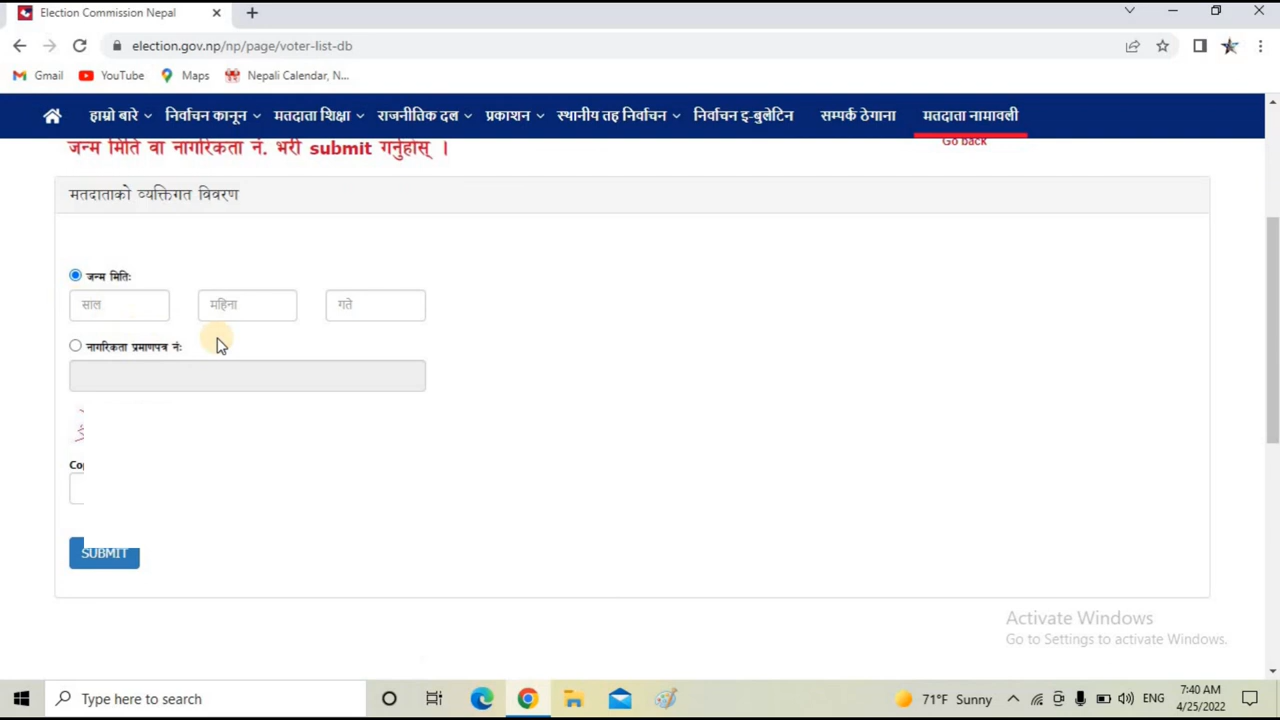 Election Commission Nepal
election.gov.np/np/page/voter-list-db
Gmail YouTube Maps Nepali Calendar, N...
हाम्रो बारे निर्वाचन कानून मतदाता शिक्षा राजनीतिक दल प्रकाशन स्थानीय तह निर्वाचन निर्वाचन इ-बुलेटिन सम्पर्क ठेगाना मतदाता नामावली
जन्म मिति वा नागरिकता नं. भरी submit गर्नुहोस् ।
Go back
मतदाताको व्यक्तिगत विवरण
जन्म मितिः
साल महिना गते
नागरिकता प्रमाणपत्र नंः
SUBMIT
Activate Windows
Go to Settings to activate Windows.
Type here to search
71°F Sunny
ENG
7:40 AM
4/25/2022